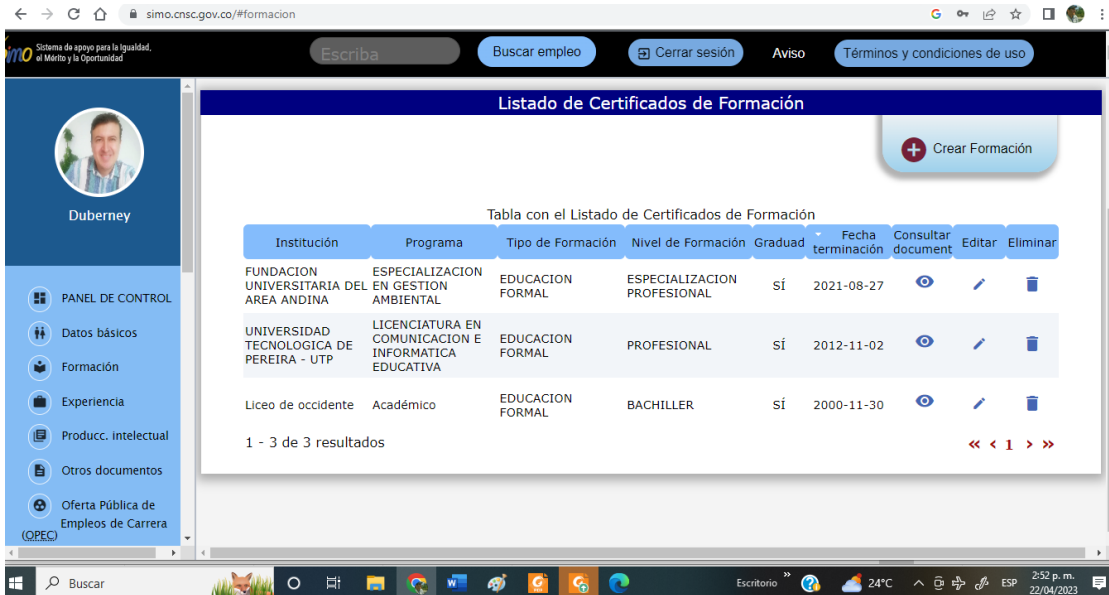 simo.cnsc.gov.co/#formacion
simo
Sistema de apoyo para la Igualdad,
el Mérito y la Oportunidad
Escriba
Buscar empleo
Cerrar sesión
Aviso
Términos y condiciones de uso
Duberney
PANEL DE CONTROL
Datos básicos
Formación
Experiencia
Producc. intelectual
Otros documentos
Oferta Pública de
Empleos de Carrera
(OPEC)
Listado de Certificados de Formación
Crear Formación
Tabla con el Listado de Certificados de Formación
Institución Programa Tipo de Formación Nivel de Formación Graduad Fecha terminación Consultar document Editar Eliminar
FUNDACION ESPECIALIZACION
UNIVERSITARIA DEL EN GESTION EDUCACION FORMAL ESPECIALIZACION PROFESIONAL SÍ 2021-08-27
AREA ANDINA AMBIENTAL
UNIVERSIDAD TECNOLOGICA DE PEREIRA - UTP LICENCIATURA EN COMUNICACION E INFORMATICA EDUCATIVA EDUCACION FORMAL PROFESIONAL SÍ 2012-11-02
Liceo de occidente Académico EDUCACION FORMAL BACHILLER SÍ 2000-11-30
1 - 3 de 3 resultados
« ‹ 1 › »
Buscar
Escritorio
»
24°C
ESP
2:52 p. m.
22/04/2023